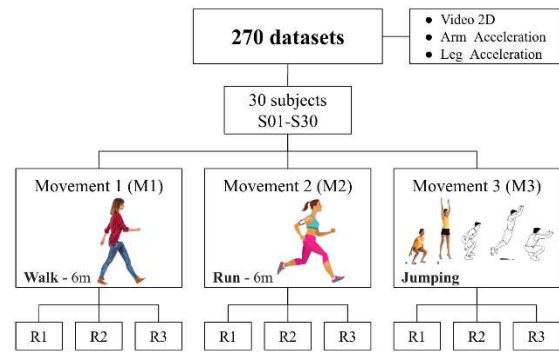 270 datasets
● Video 2D
● Arm Acceleration
● Leg Acceleration
30 subjects
S01-S30
Movement 1 (M1)
Walk - 6m
Movement 2 (M2)
Run - 6m
Movement 3 (M3)
Jumping
R1 R2 R3
R1 R2 R3
R1 R2 R3